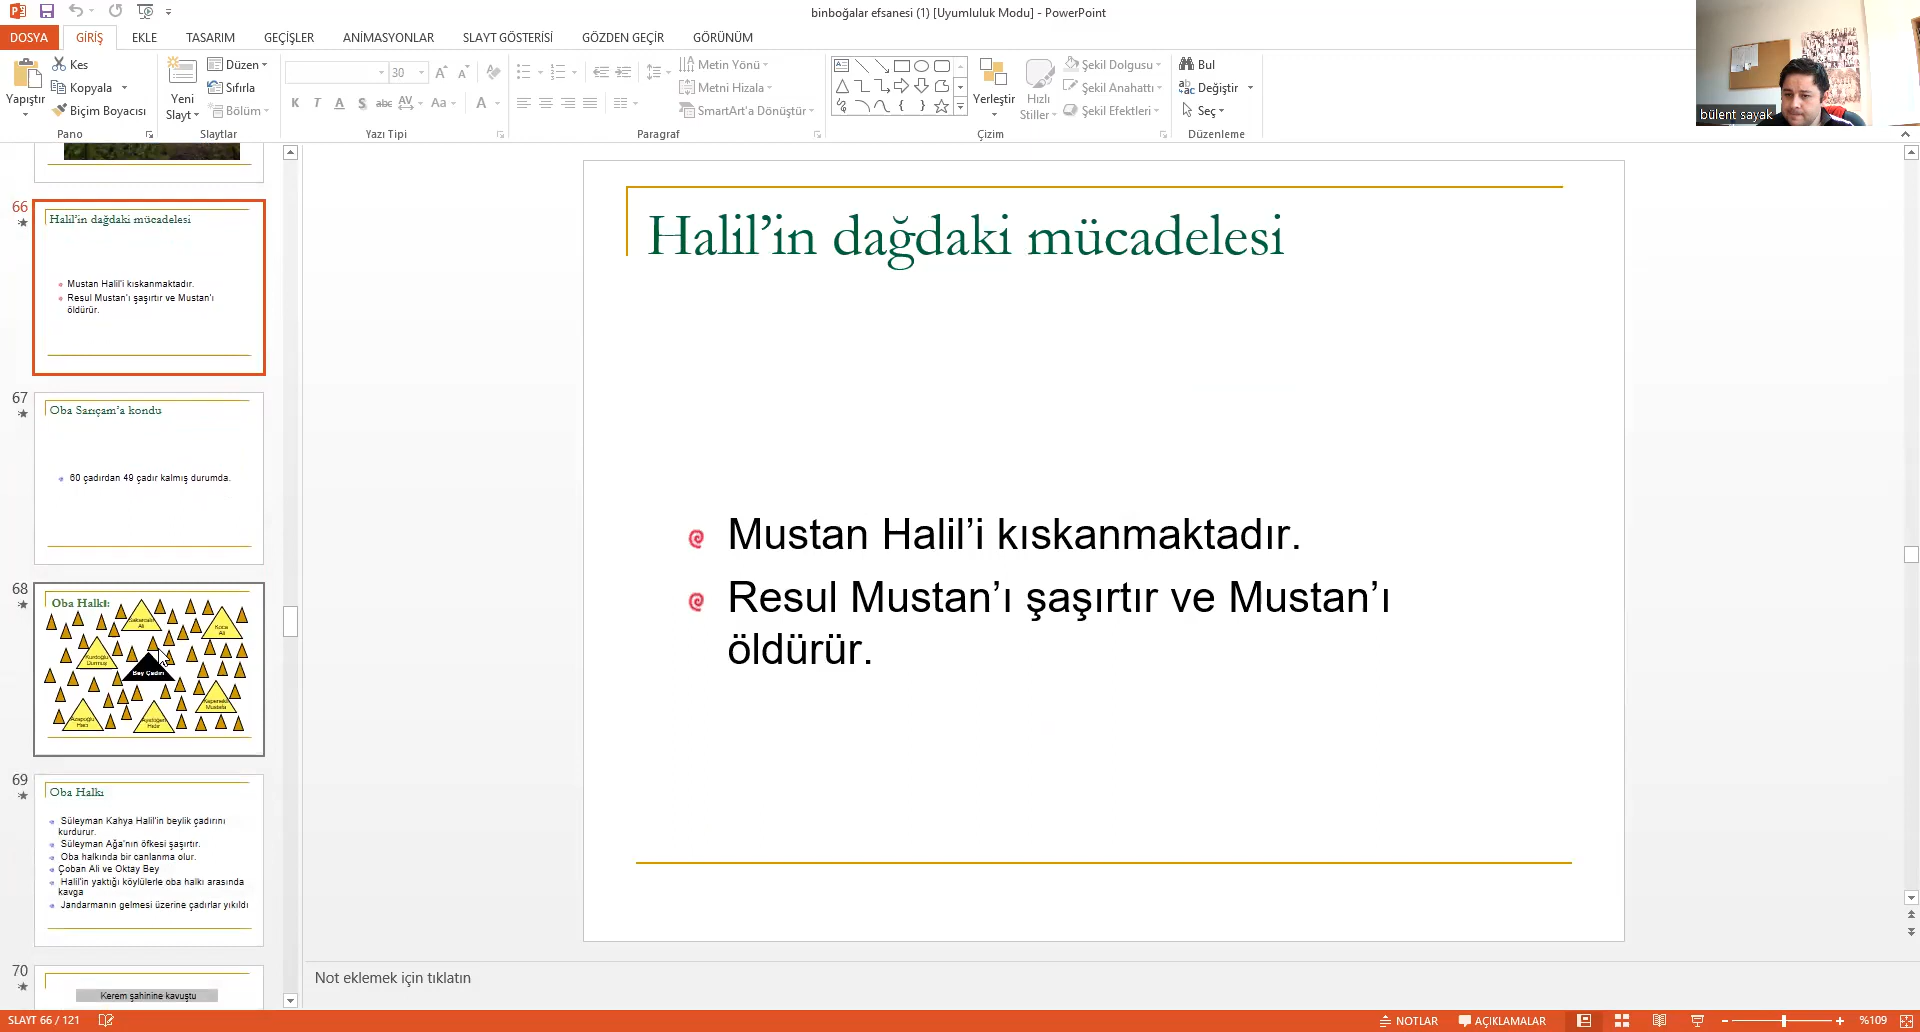 binboğalar efsanesi (1) [Uyumluluk Modu] - PowerPoint
DOSYA GİRİŞ EKLE TASARIM GEÇİŞLER ANİMASYONLAR SLAYT GÖSTERİSİ GÖZDEN GEÇİR GÖRÜNÜM
Yapıştır
Kes
Kopyala
Biçim Boyacısı
Pano
Yeni
Slayt
Düzen
Sıfırla
Bölüm
Slaytlar
30
K T A S abc AV Aa A
Yazı Tipi
Metin Yönü
Metni Hizala
SmartArt'a Dönüştür
Paragraf
Yerleştir
Hızlı
Stiller
Şekil Dolgusu
Şekil Anahattı
Şekil Efektleri
Çizim
Bul
Değiştir
Seç
Düzenleme
bülent sayak
66
Halil'in dağdaki mücadelesi
Mustan Halil'i kıskanmaktadır.
Resul Mustan'ı şaşırtır ve Mustan'ı
öldürür.
67
Oba Sarıçam'a kondu
60 çadırdan 49 çadır kalmış durumda.
68
Oba Halkı:
Koca
Ali
Bey Çadırı
69
Oba Halkı
Süleyman Kahya Halil'in beylik çadırını
kurdurur.
Süleyman Ağa'nın öfkesi şaşırtır.
Oba halkında bir canlanma olur.
Çoban Ali ve Oktay Bey
Halil'in yaktığı köylülerle oba halkı arasında
kavga
Jandarmanın gelmesi üzerine çadırlar yıkıldı
70
Kerem şahinine kavuştu
Halil’in dağdaki mücadelesi
Mustan Halil’i kıskanmaktadır.
Resul Mustan’ı şaşırtır ve Mustan’ı
öldürür.
Not eklemek için tıklatın
SLAYT 66 / 121
NOTLAR AÇIKLAMALAR %109